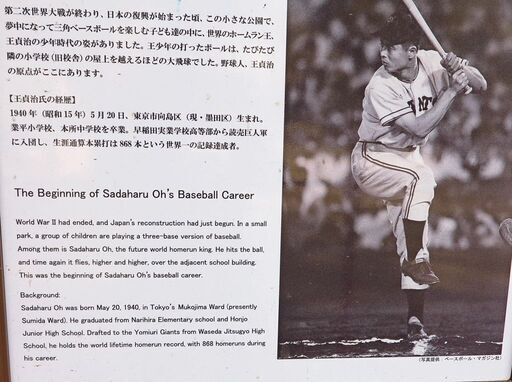 第二次世界大戦が終わり、日本の復興が始まった頃、この小さな公園で、
夢中になって三角ベースボールを楽しむ子ども達の中に、世界のホームラン王、
王貞治の少年時代の姿がありました。王少年の打ったボールは、たびたび
隣の小学校(旧校舎)の屋上を越えるほどの大飛球でした。野球人、王貞治
の原点がここにあります。
【王貞治氏の経歴】
1940年(昭和15年)5月20日、東京市向島区(現・墨田区)生まれ。
業平小学校、本所中学校を卒業。早稲田実業学校高等部から読売巨人軍
に入団し、生涯通算本塁打は868本という世界一の記録達成者。
The Beginning of Sadaharu Oh's Baseball Career
World War II had ended, and Japan's reconstruction had just begun. In a small
park, a group of children are playing a three-base version of baseball.
Among them is Sadaharu Oh, the future world homerun king. He hits the ball,
and time again it flies, higher and higher, over the adjacent school building.
This was the beginning of Sadaharu Oh's baseball career.
Background:
Sadaharu Oh was born May 20, 1940, in Tokyo's Mukojima Ward (presently
Sumida Ward). He graduated from Narihira Elementary school and Honjo
Junior High School. Drafted to the Yomiuri Giants from Waseda Jitsugyo High
School, he holds the world lifetime homerun record, with 868 homeruns during
his career.
(写真提供:ベースボール・マガジン社)